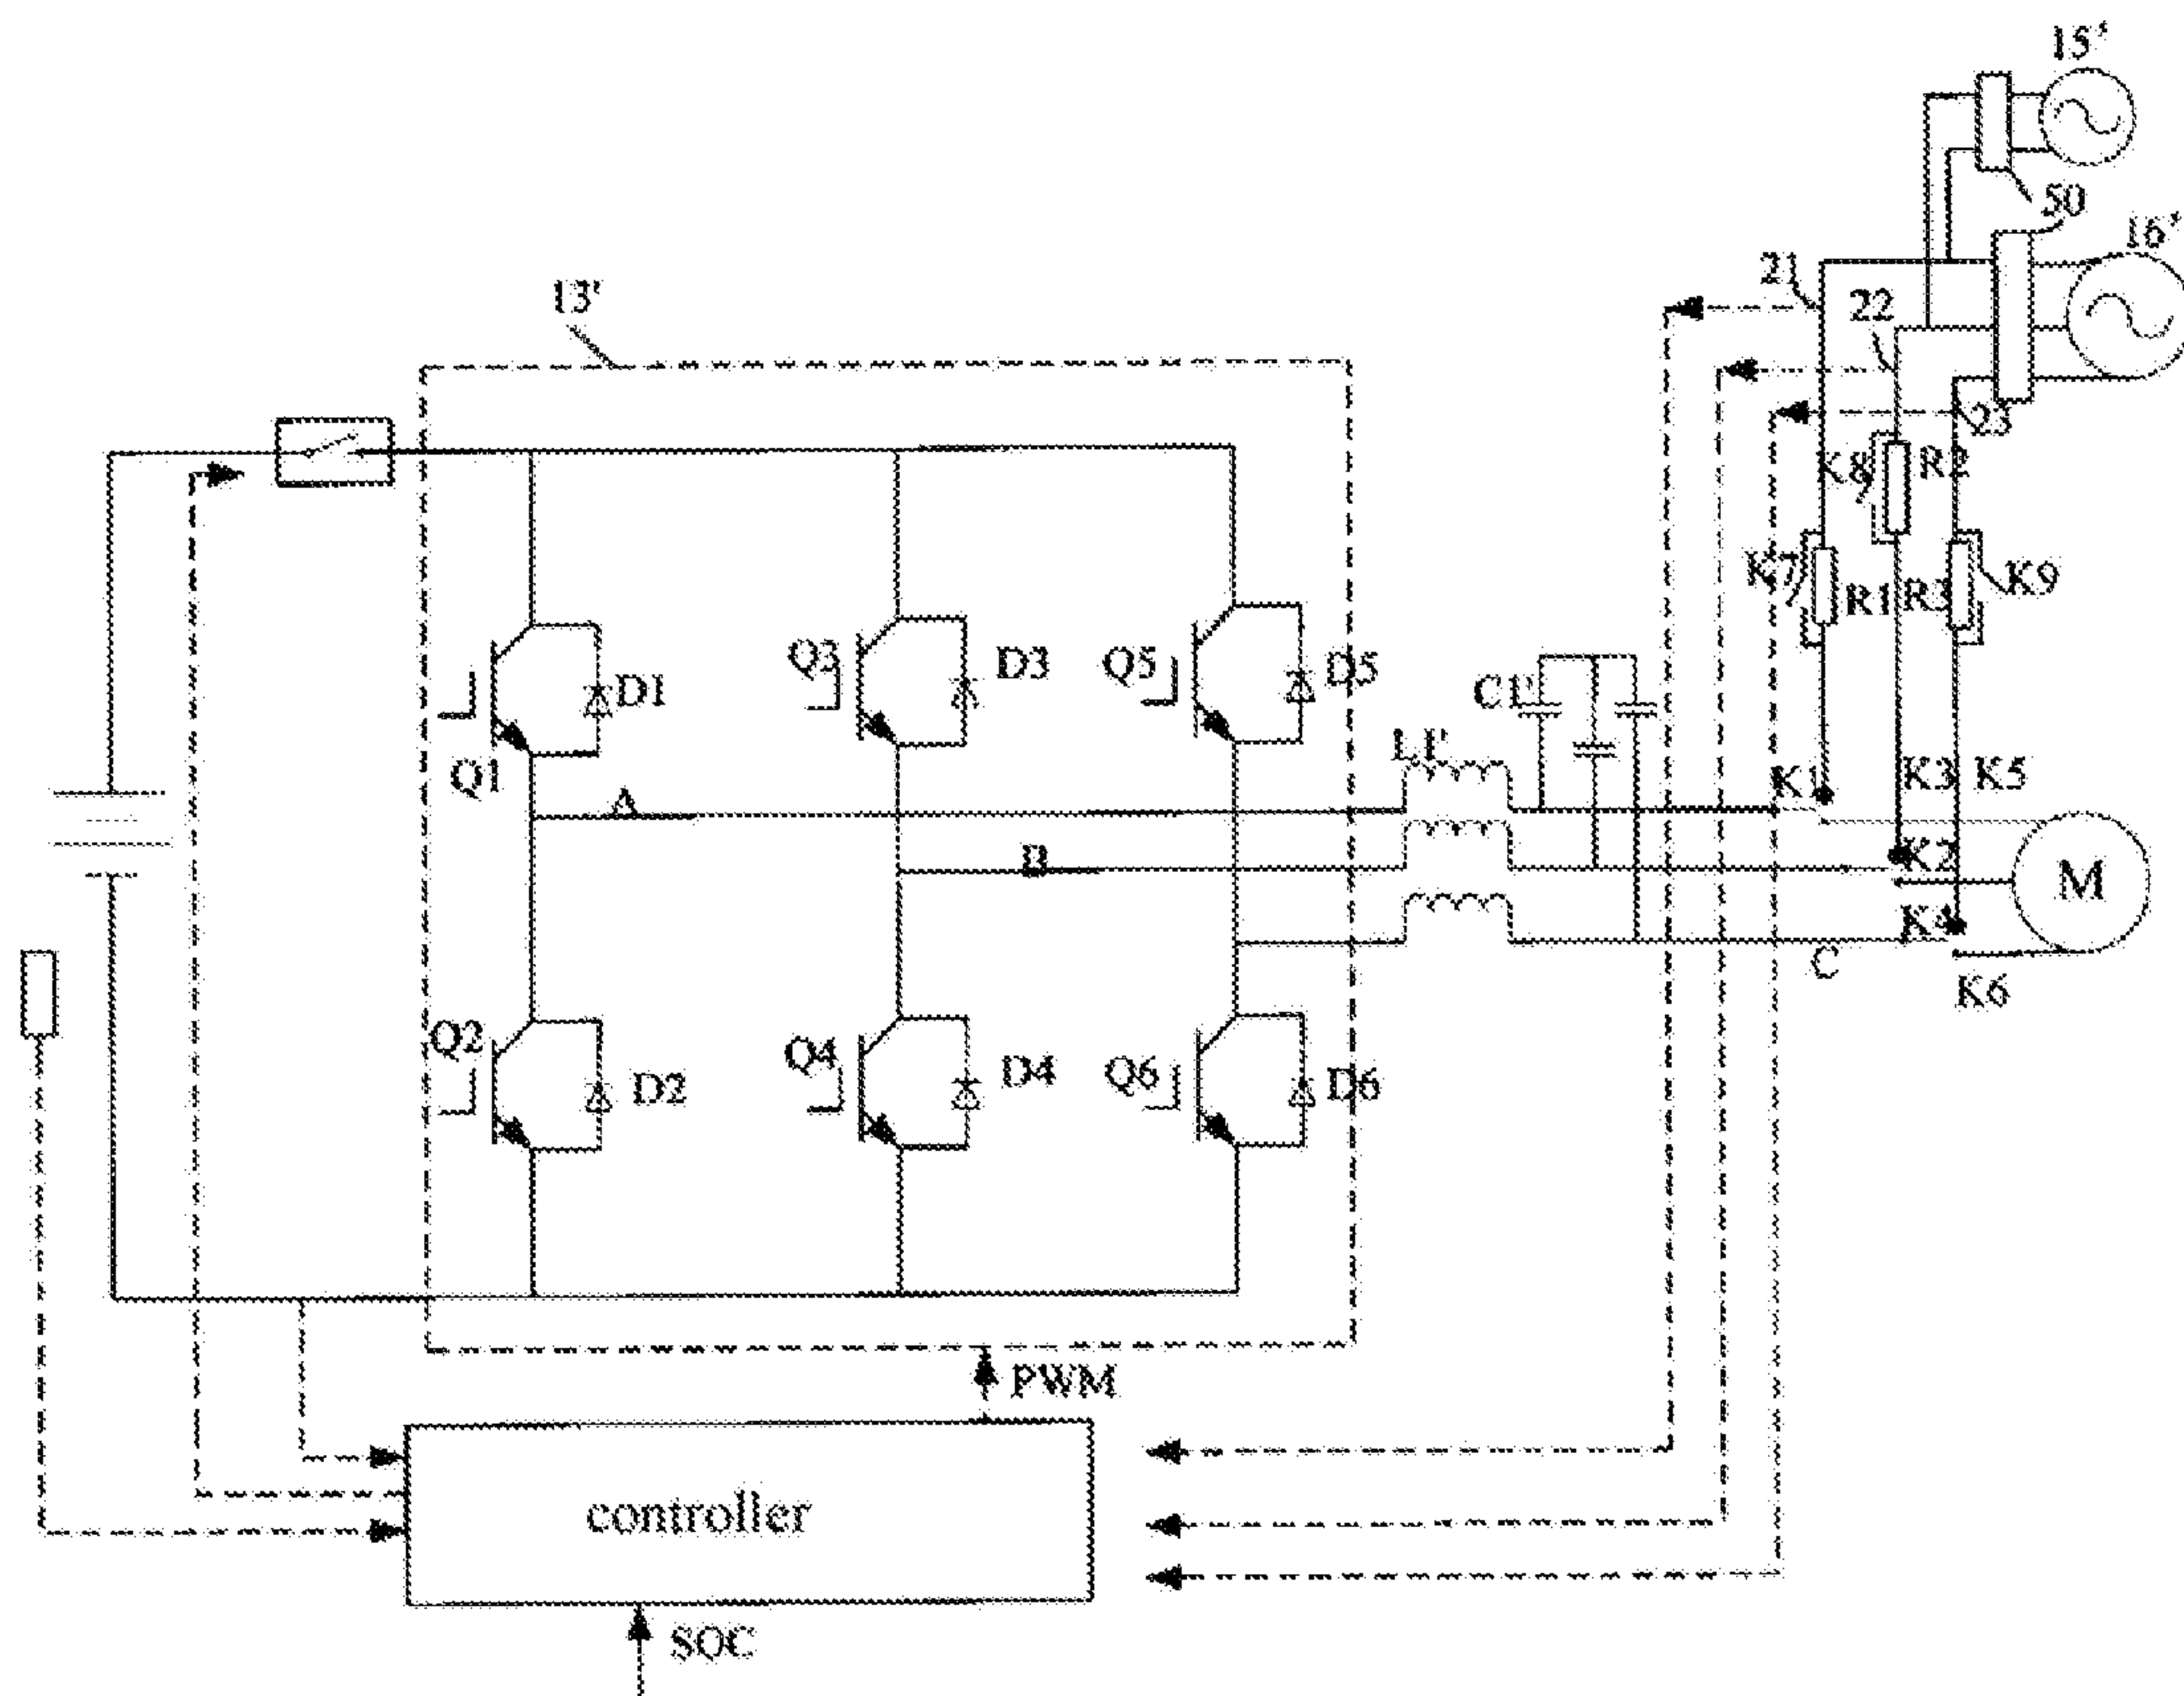 15'
50
16'
21
22
13'
23
K8
R2
K7
R1
R3
K9
Q3
D3
Q5
D5
D1
C1'
L1'
Q1
K1
K3
K5
A
B
K2
M
K4
C
K6
Q2
D2
Q4
D4
Q6
D6
PWM
controller
SOC